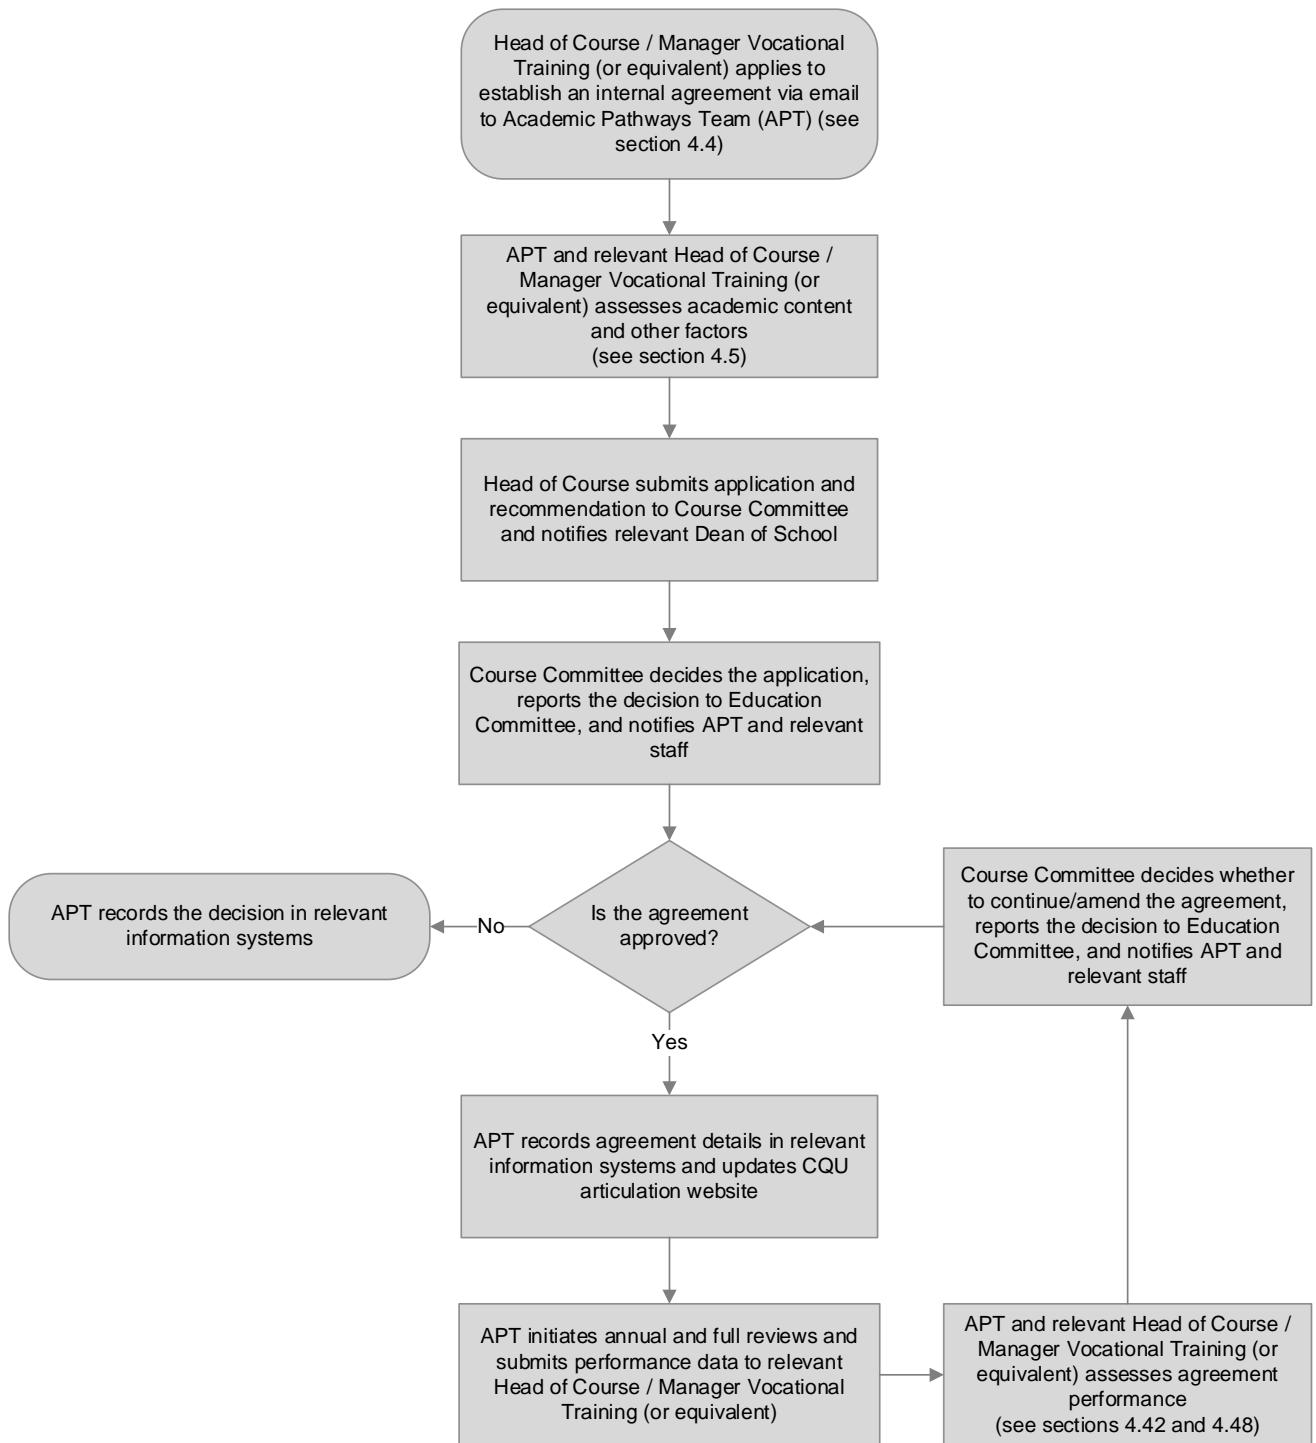 Head of Course / Manager Vocational
Training (or equivalent) applies to
establish an internal agreement via email
to Academic Pathways Team (APT) (see
section 4.4)
APT and relevant Head of Course /
Manager Vocational Training (or
equivalent) assesses academic content
and other factors
(see section 4.5)
Head of Course submits application and
recommendation to Course Committee
and notifies relevant Dean of School
Course Committee decides the application,
reports the decision to Education
Committee, and notifies APT and relevant
staff
Is the agreement
approved?
No
APT records the decision in relevant
information systems
Yes
APT records agreement details in relevant
information systems and updates CQU
articulation website
APT initiates annual and full reviews and
submits performance data to relevant
Head of Course / Manager Vocational
Training (or equivalent)
APT and relevant Head of Course /
Manager Vocational Training (or
equivalent) assesses agreement
performance
(see sections 4.42 and 4.48)
Course Committee decides whether
to continue/amend the agreement,
reports the decision to Education
Committee, and notifies APT and
relevant staff